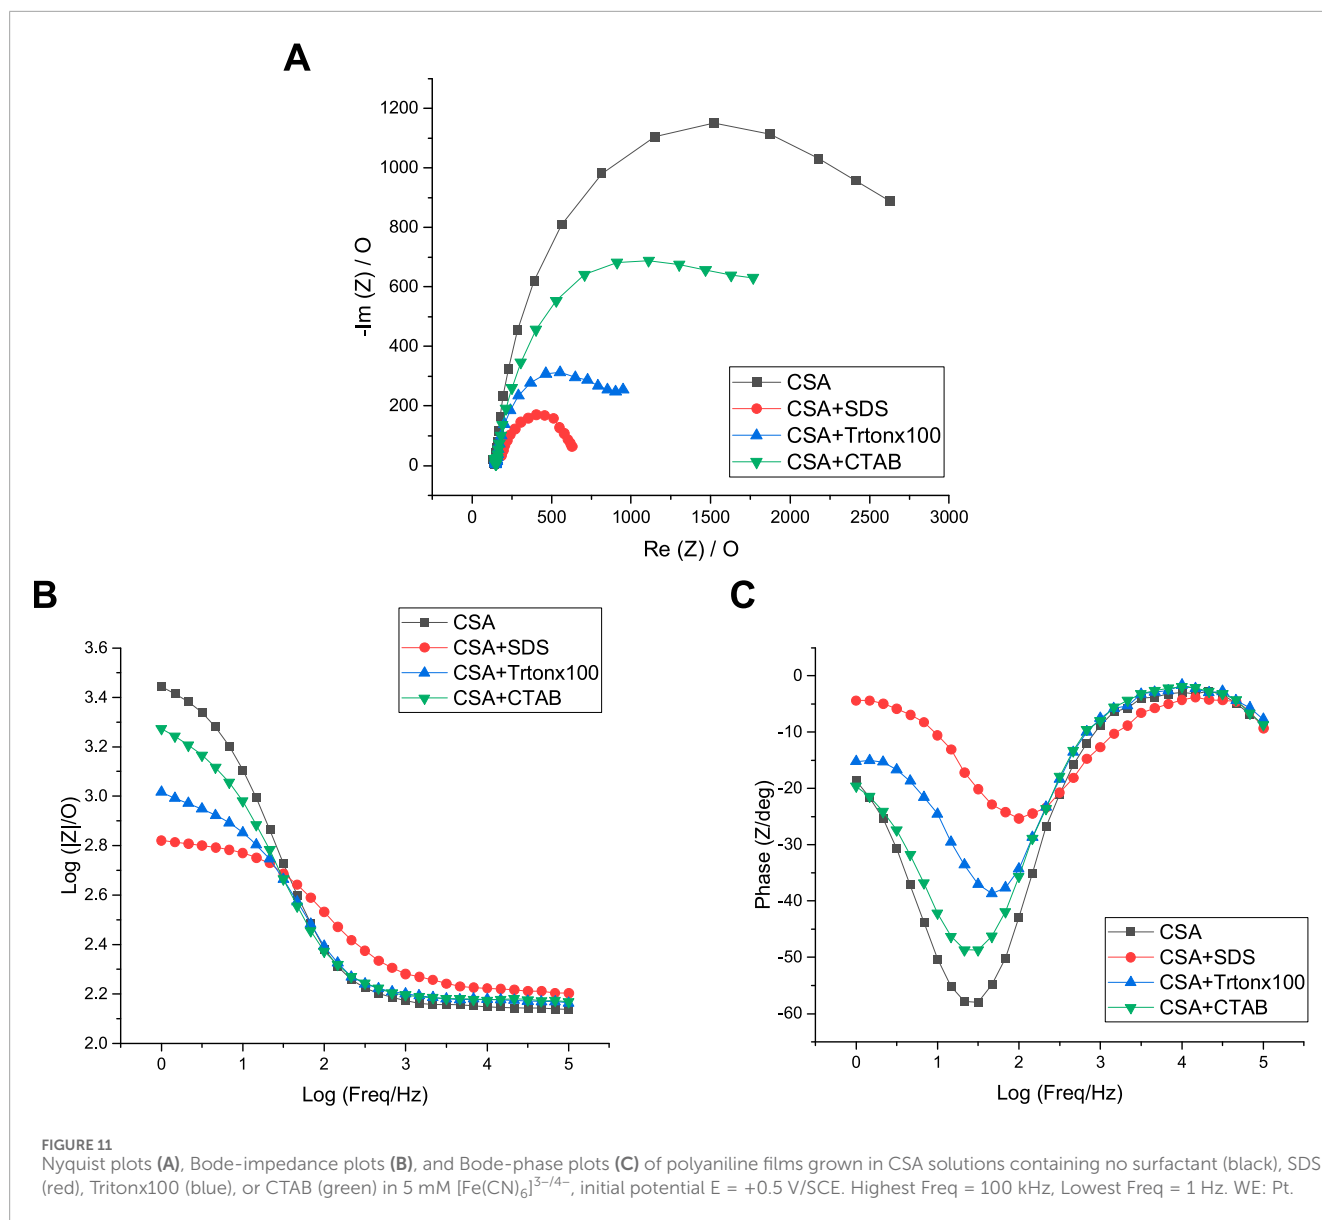 A
1200
1000
800
600
400
200
0
-Im (Z) / O
0 500 1000 1500 2000 2500 3000
Re (Z) / O
CSA
CSA+SDS
CSA+Trtonx100
CSA+CTAB
B
CSA
CSA+SDS
CSA+Trtonx100
CSA+CTAB
3.6
3.4
3.2
3.0
2.8
2.6
2.4
2.2
2.0
Log (|Z|/O)
0 1 2 3 4 5
Log (Freq/Hz)
C
0
-10
-20
-30
-40
-50
-60
Phase (Z/deg)
CSA
CSA+SDS
CSA+Trtonx100
CSA+CTAB
0 1 2 3 4 5
Log (Freq/Hz)
FIGURE 11
Nyquist plots (A), Bode-impedance plots (B), and Bode-phase plots (C) of polyaniline films grown in CSA solutions containing no surfactant (black), SDS
(red), Tritonx100 (blue), or CTAB (green) in 5 mM [Fe(CN)₆]³⁻/⁴⁻, initial potential E = +0.5 V/SCE. Highest Freq = 100 kHz, Lowest Freq = 1 Hz. WE: Pt.